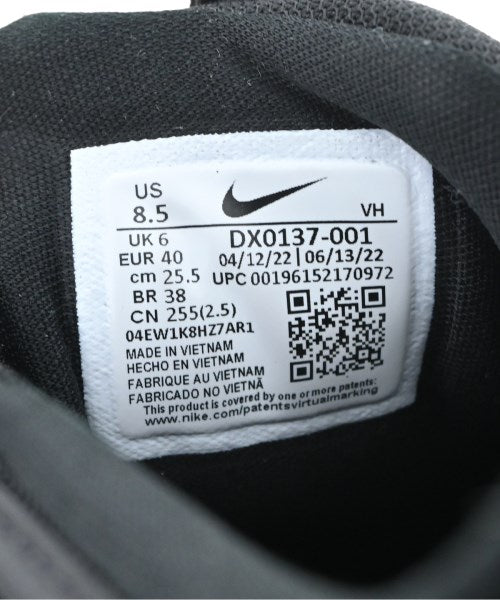 US
8.5 VH
UK 6 DX0137-001
EUR 40 04/12/22 | 06/13/22
cm 25.5 UPC 00196152170972
BR 38
CN 255(2.5)
04EW1K8HZ7AR1
MADE IN VIETNAM
HECHO EN VIETNAM
FABRIQUE AU VIETNAM
FABRICADO NO VIETNÃ
This product is covered by one or more patents:
www.nike.com/patentsvirtualmarking